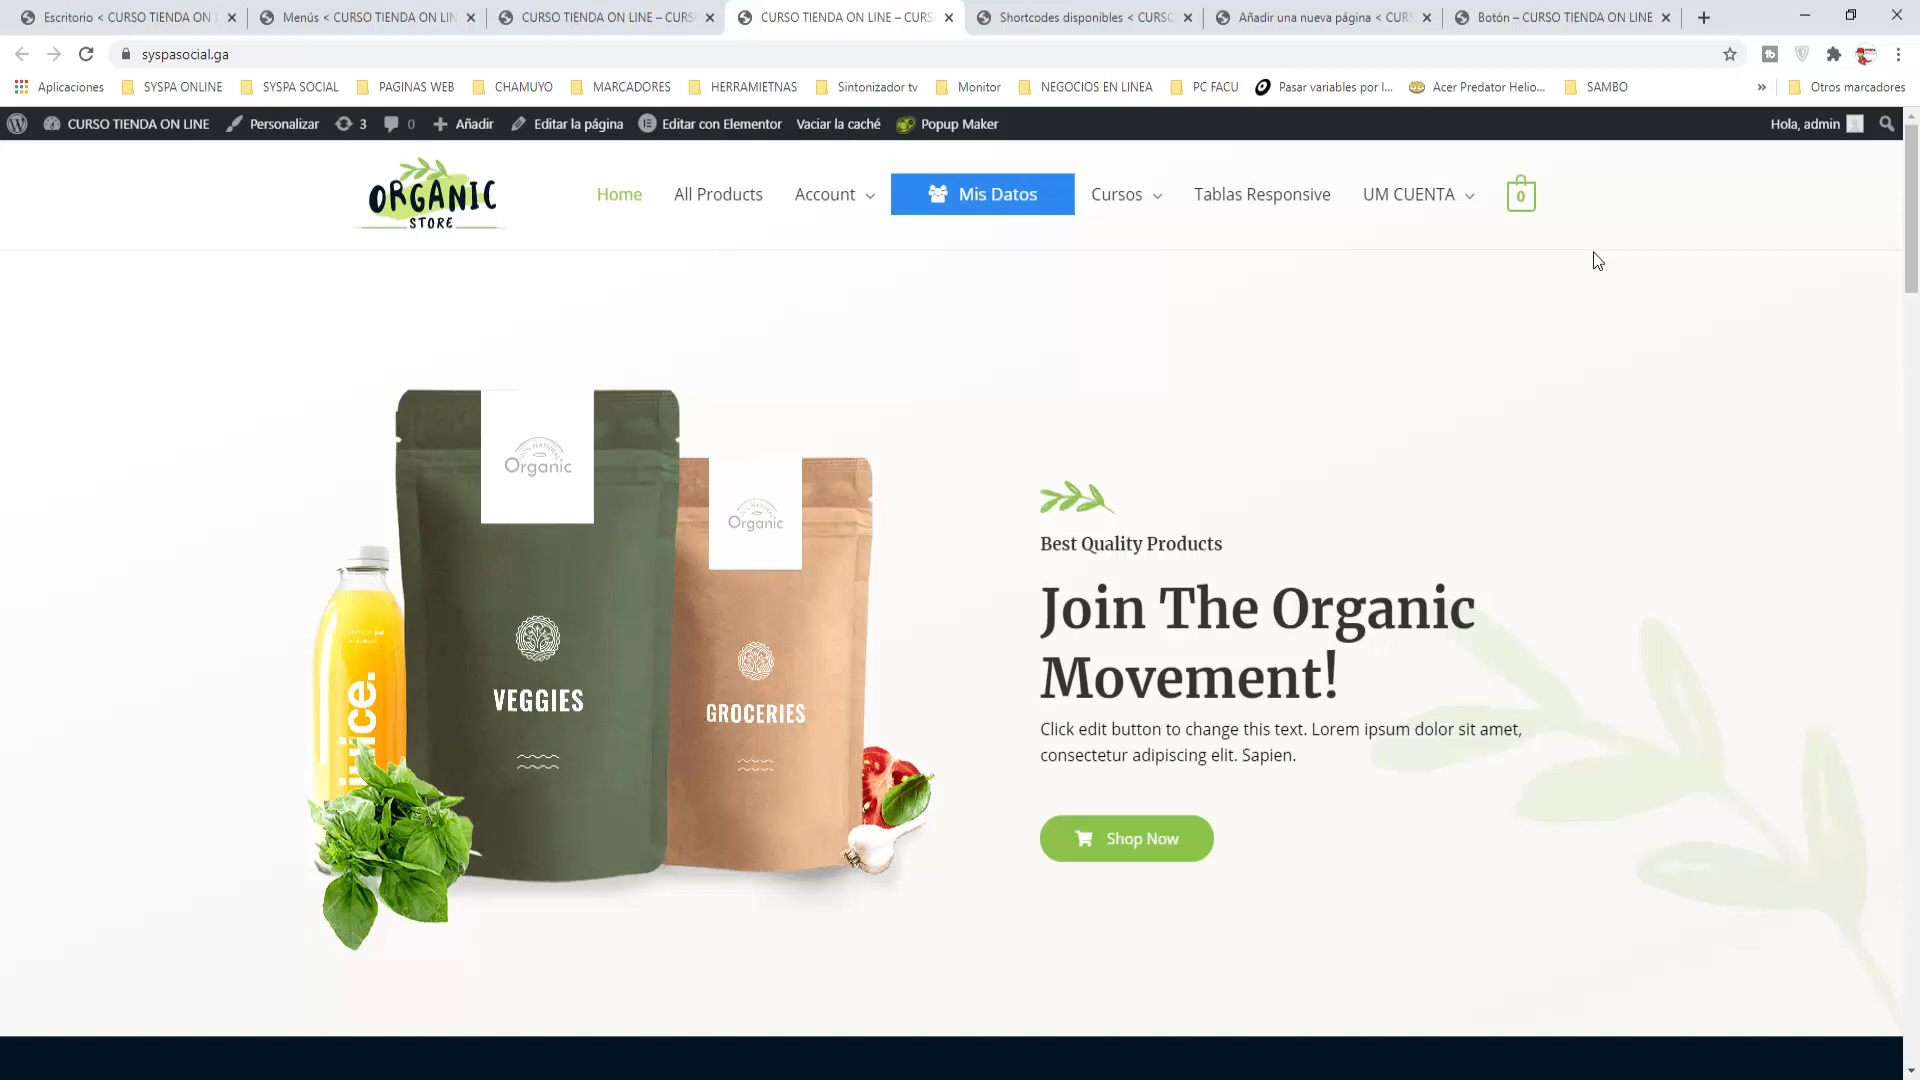 Escritorio < CURSO TIENDA ON
Menús < CURSO TIENDA ON LIN
CURSO TIENDA ON LINE – CURS
CURSO TIENDA ON LINE – CURS
Shortcodes disponibles < CURSO
Añadir una nueva página < CUR
Botón – CURSO TIENDA ON LINE
syspasocial.ga
Aplicaciones
SYSPA ONLINE
SYSPA SOCIAL
PAGINAS WEB
CHAMUYO
MARCADORES
HERRAMIETNAS
Sintonizador tv
Monitor
NEGOCIOS EN LINEA
PC FACU
Pasar variables por l...
Acer Predator Helio...
SAMBO
»
Otros marcadores
CURSO TIENDA ON LINE
Personalizar
3
0
Añadir
Editar la página
Editar con Elementor
Vaciar la caché
Popup Maker
Hola, admin
ORGANIC
STORE
Home
All Products
Account
Mis Datos
Cursos
Tablas Responsive
UM CUENTA
0
Organic
Organic
VEGGIES
GROCERIES
juice.
Best Quality Products
Join The Organic
Movement!
Click edit button to change this text. Lorem ipsum dolor sit amet,
consectetur adipiscing elit. Sapien.
Shop Now